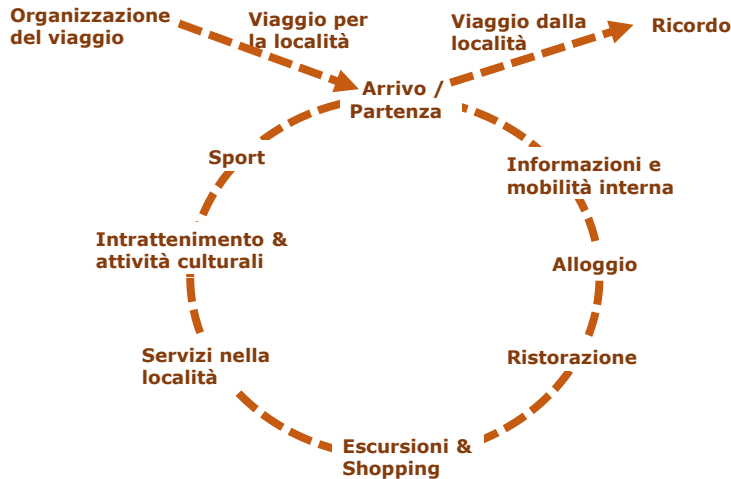 Organizzazione
del viaggio
Viaggio per
la località
Viaggio dalla
località
Ricordo
Arrivo /
Partenza
Sport
Informazioni e
mobilità interna
Intrattenimento &
attività culturali
Alloggio
Servizi nella
località
Ristorazione
Escursioni &
Shopping